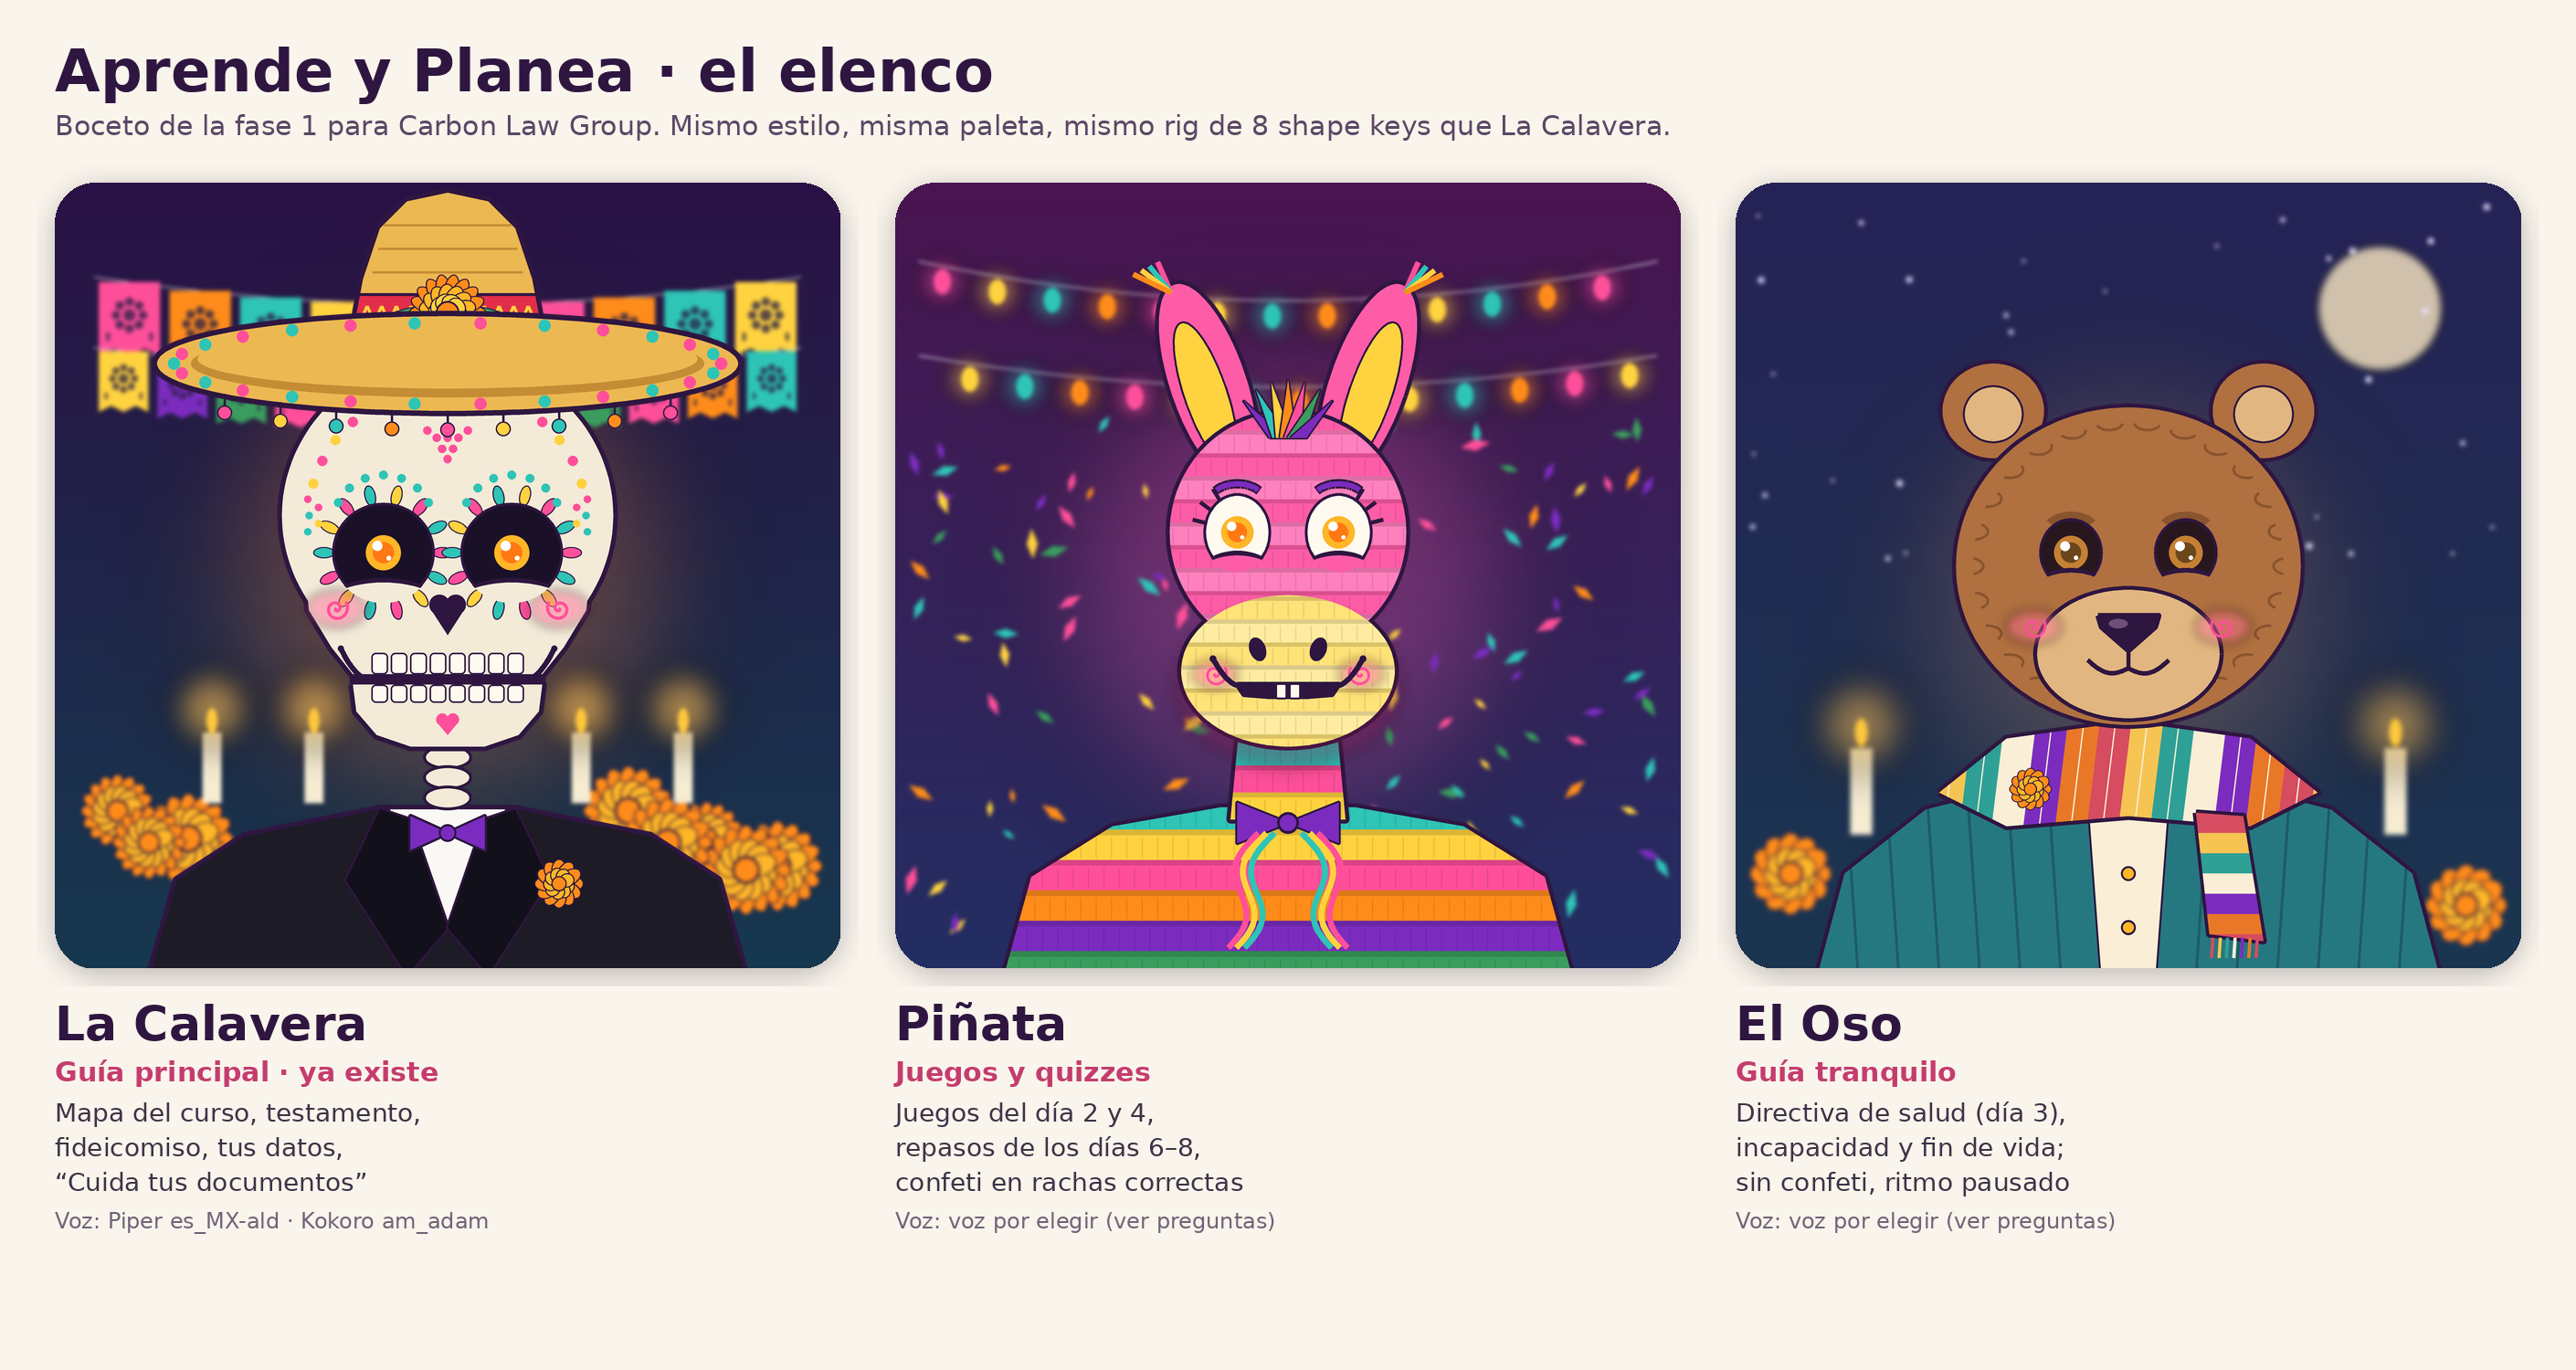 Aprende y Planea · el elenco
Boceto de la fase 1 para Carbon Law Group. Mismo estilo, misma paleta, mismo rig de 8 shape keys que La Calavera.
La Calavera
Guía principal · ya existe
Mapa del curso, testamento,
fideicomiso, tus datos,
“Cuida tus documentos”
Voz: Piper es_MX-ald · Kokoro am_adam
Piñata
Juegos y quizzes
Juegos del día 2 y 4,
repasos de los días 6–8,
confeti en rachas correctas
Voz: voz por elegir (ver preguntas)
El Oso
Guía tranquilo
Directiva de salud (día 3),
incapacidad y fin de vida;
sin confeti, ritmo pausado
Voz: voz por elegir (ver preguntas)